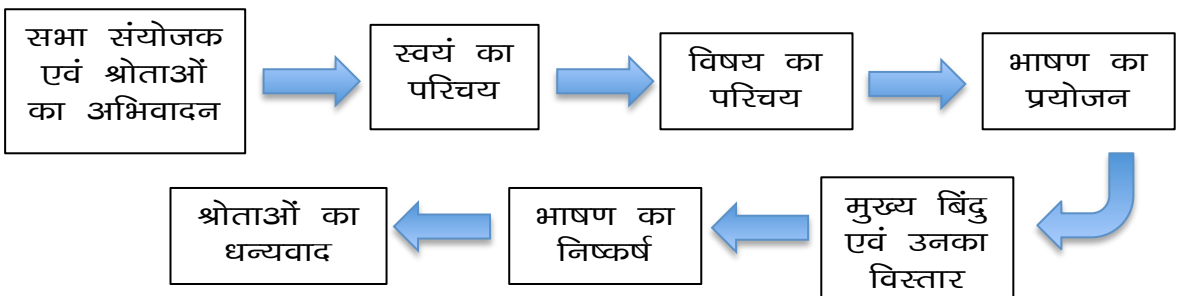 सभा संयोजक
एवं श्रोताओं
का अभिवादन
स्वयं का
परिचय
विषय का
परिचय
भाषण का
प्रयोजन
मुख्य बिंदु
एवं उनका
विस्तार
भाषण का
निष्कर्ष
श्रोताओं का
धन्यवाद